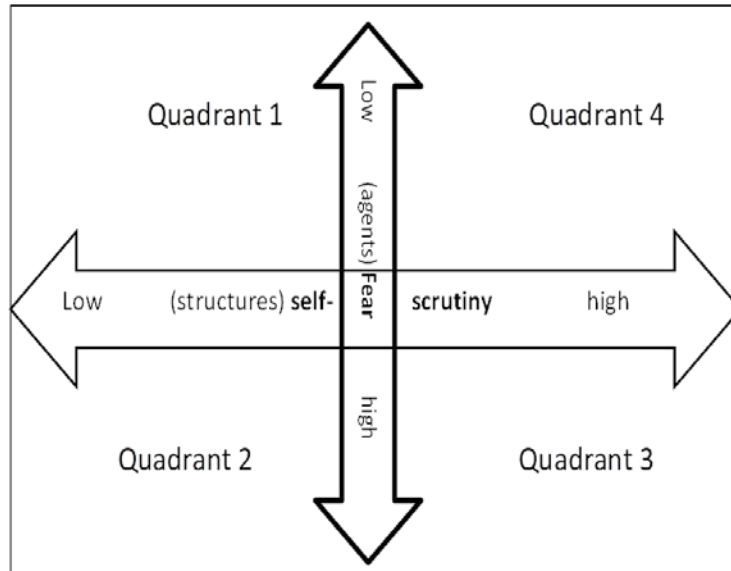 Quadrant 1
Quadrant 4
Low (agents) Fear high
Low (structures) self- scrutiny high
Quadrant 2
Quadrant 3